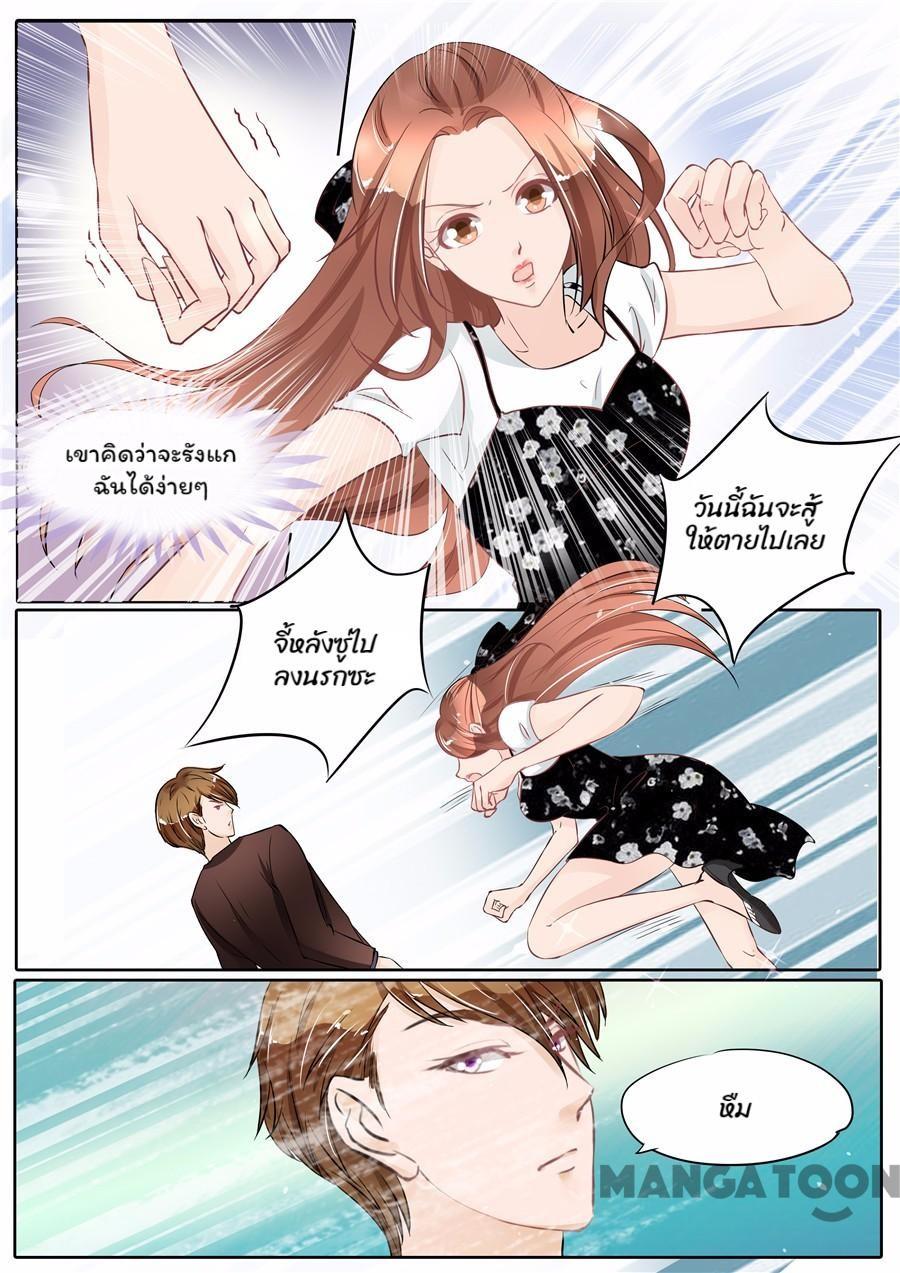 เขาคิดว่าจะรังแก
ฉันได้ง่ายๆ
วันนี้ฉันจะสู้
ให้ตายไปเลย
จี้หลังซู่ไป
ลงนรกซะ
หืม
MANGATOON